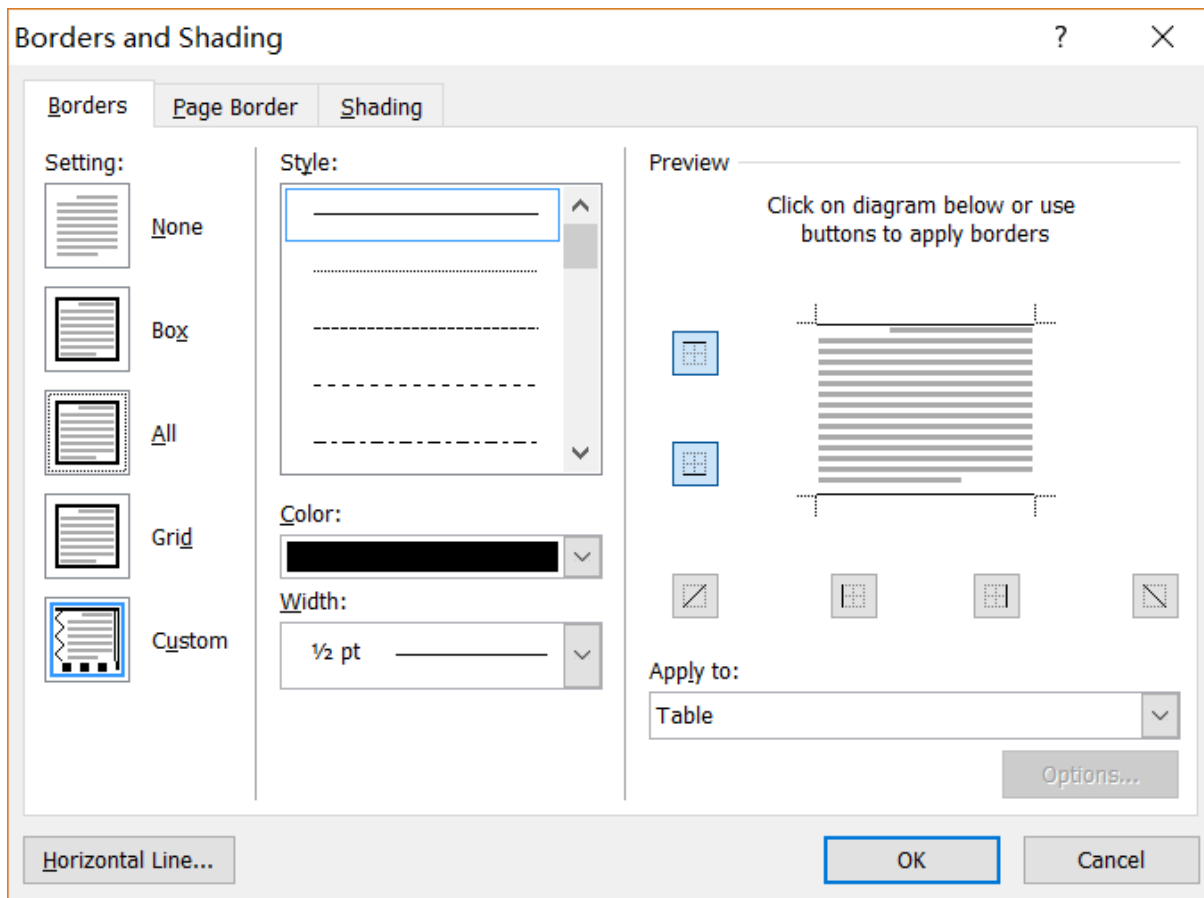 Borders and Shading
?
Borders
Page Border
Shading
Setting:
None
Box
All
Grid
Custom
Style:
Color:
Width:
½ pt
Preview
Click on diagram below or use
buttons to apply borders
Apply to:
Table
Options...
Horizontal Line...
OK
Cancel